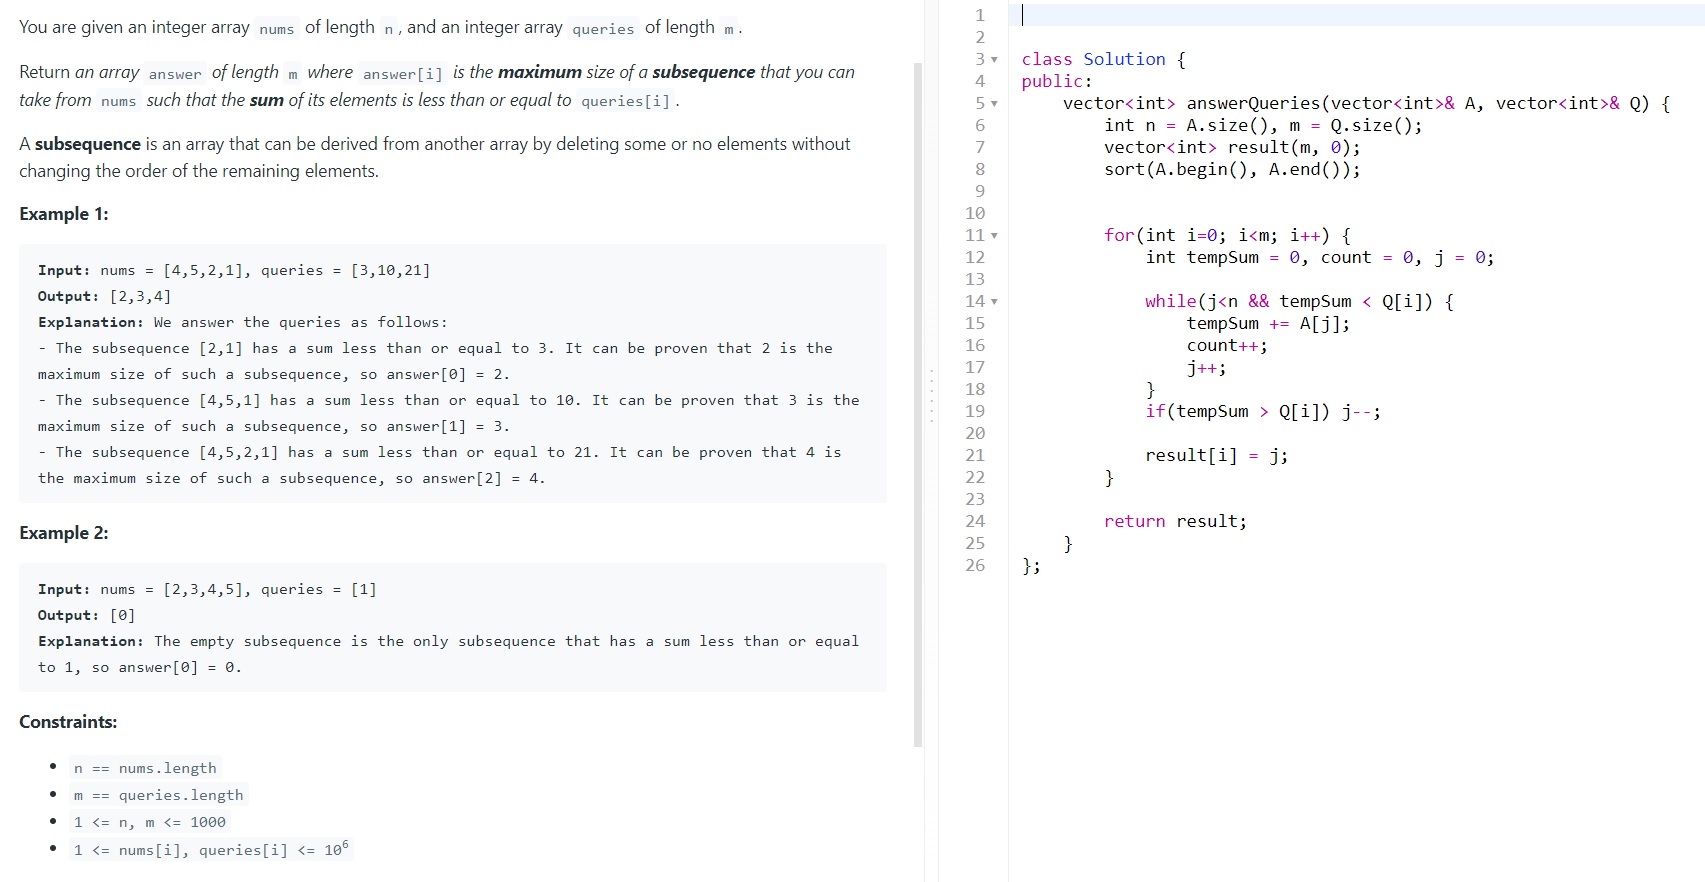 You are given an integer array nums of length n, and an integer array queries of length m.
Return an array answer of length m where answer[i] is the maximum size of a subsequence that you can
take from nums such that the sum of its elements is less than or equal to queries[i].
A subsequence is an array that can be derived from another array by deleting some or no elements without
changing the order of the remaining elements.
Example 1:
Input: nums = [4,5,2,1], queries = [3,10,21]
Output: [2,3,4]
Explanation: We answer the queries as follows:
- The subsequence [2,1] has a sum less than or equal to 3. It can be proven that 2 is the
maximum size of such a subsequence, so answer[0] = 2.
- The subsequence [4,5,1] has a sum less than or equal to 10. It can be proven that 3 is the
maximum size of such a subsequence, so answer[1] = 3.
- The subsequence [4,5,2,1] has a sum less than or equal to 21. It can be proven that 4 is
the maximum size of such a subsequence, so answer[2] = 4.
Example 2:
Input: nums = [2,3,4,5], queries = [1]
Output: [0]
Explanation: The empty subsequence is the only subsequence that has a sum less than or equal
to 1, so answer[0] = 0.
Constraints:
• n == nums.length
• m == queries.length
• 1 <= n, m <= 1000
• 1 <= nums[i], queries[i] <= 10⁶
1
2
3 class Solution {
4 public:
5     vector<int> answerQueries(vector<int>& A, vector<int>& Q) {
6         int n = A.size(), m = Q.size();
7         vector<int> result(m, 0);
8         sort(A.begin(), A.end());
9
10
11         for(int i=0; i<m; i++) {
12             int tempSum = 0, count = 0, j = 0;
13
14             while(j<n && tempSum < Q[i]) {
15                 tempSum += A[j];
16                 count++;
17                 j++;
18             }
19             if(tempSum > Q[i]) j--;
20
21             result[i] = j;
22         }
23
24         return result;
25     }
26 };